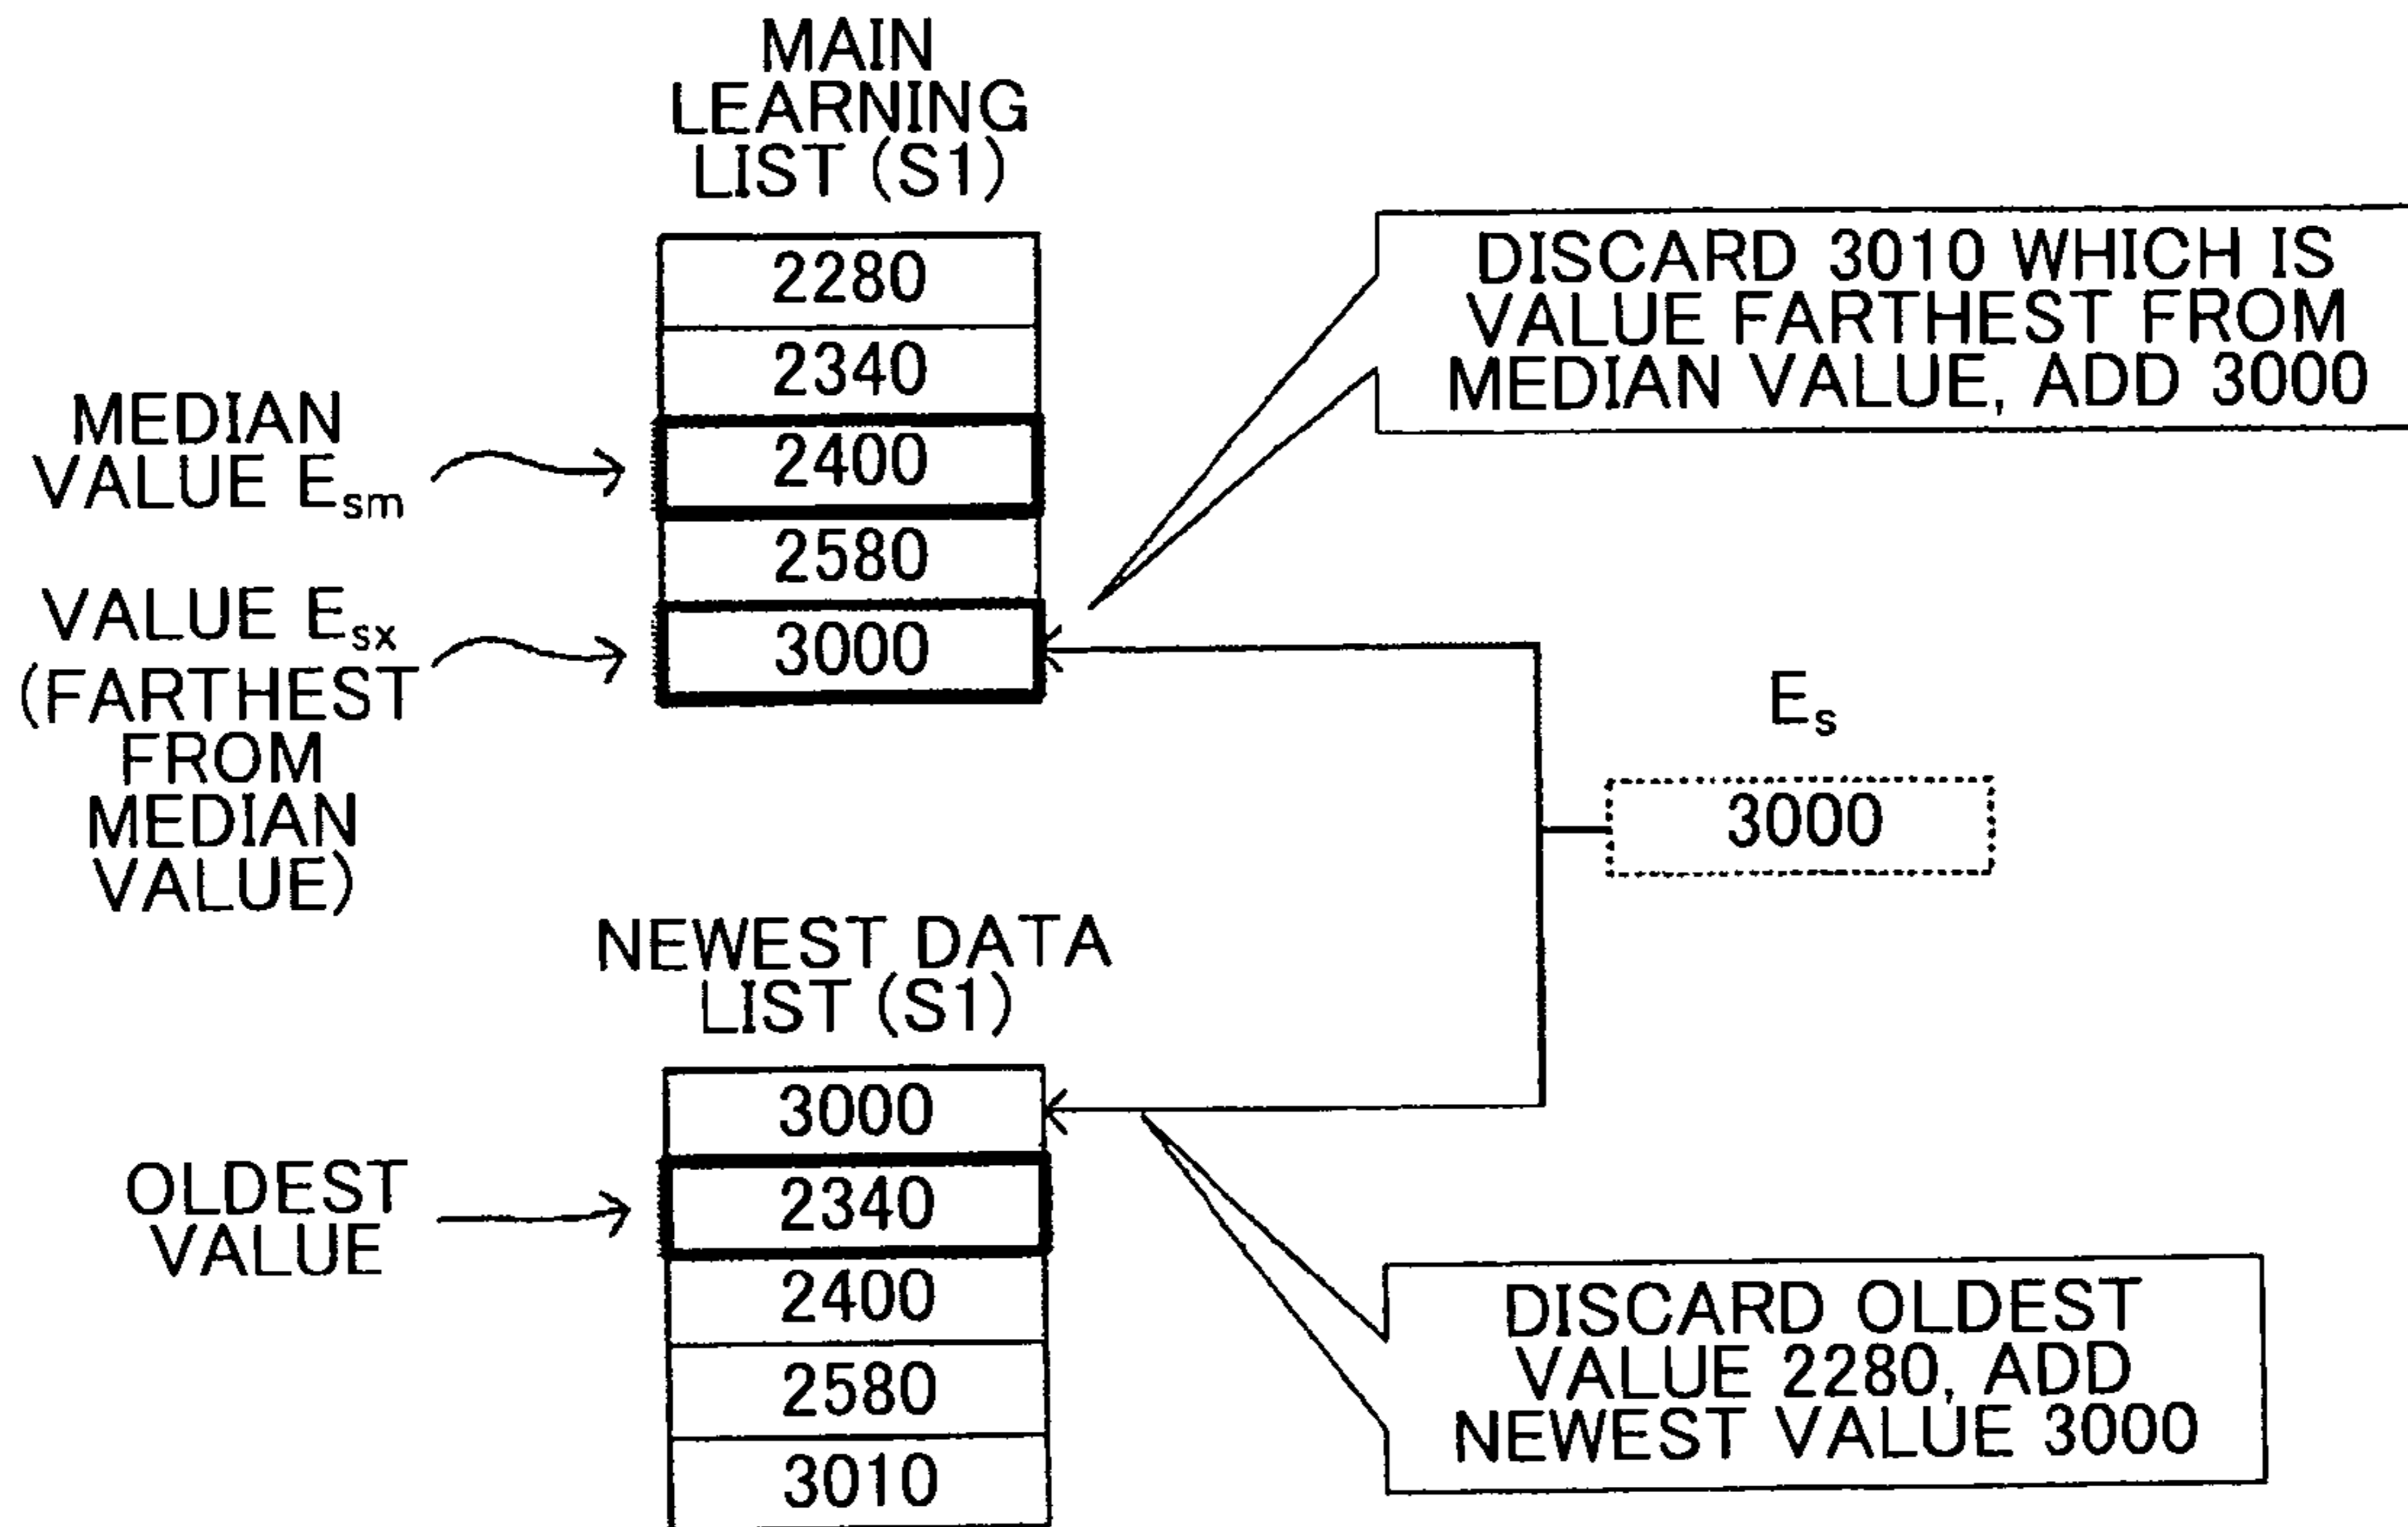 MAIN
LEARNING
LIST (S1)
2280
2340
2400
2580
3000
MEDIAN
VALUE Esm
VALUE Esx
(FARTHEST
FROM
MEDIAN
VALUE)
DISCARD 3010 WHICH IS
VALUE FARTHEST FROM
MEDIAN VALUE, ADD 3000
Es
3000
NEWEST DATA
LIST (S1)
3000
2340
2400
2580
3010
OLDEST
VALUE
DISCARD OLDEST
VALUE 2280, ADD
NEWEST VALUE 3000